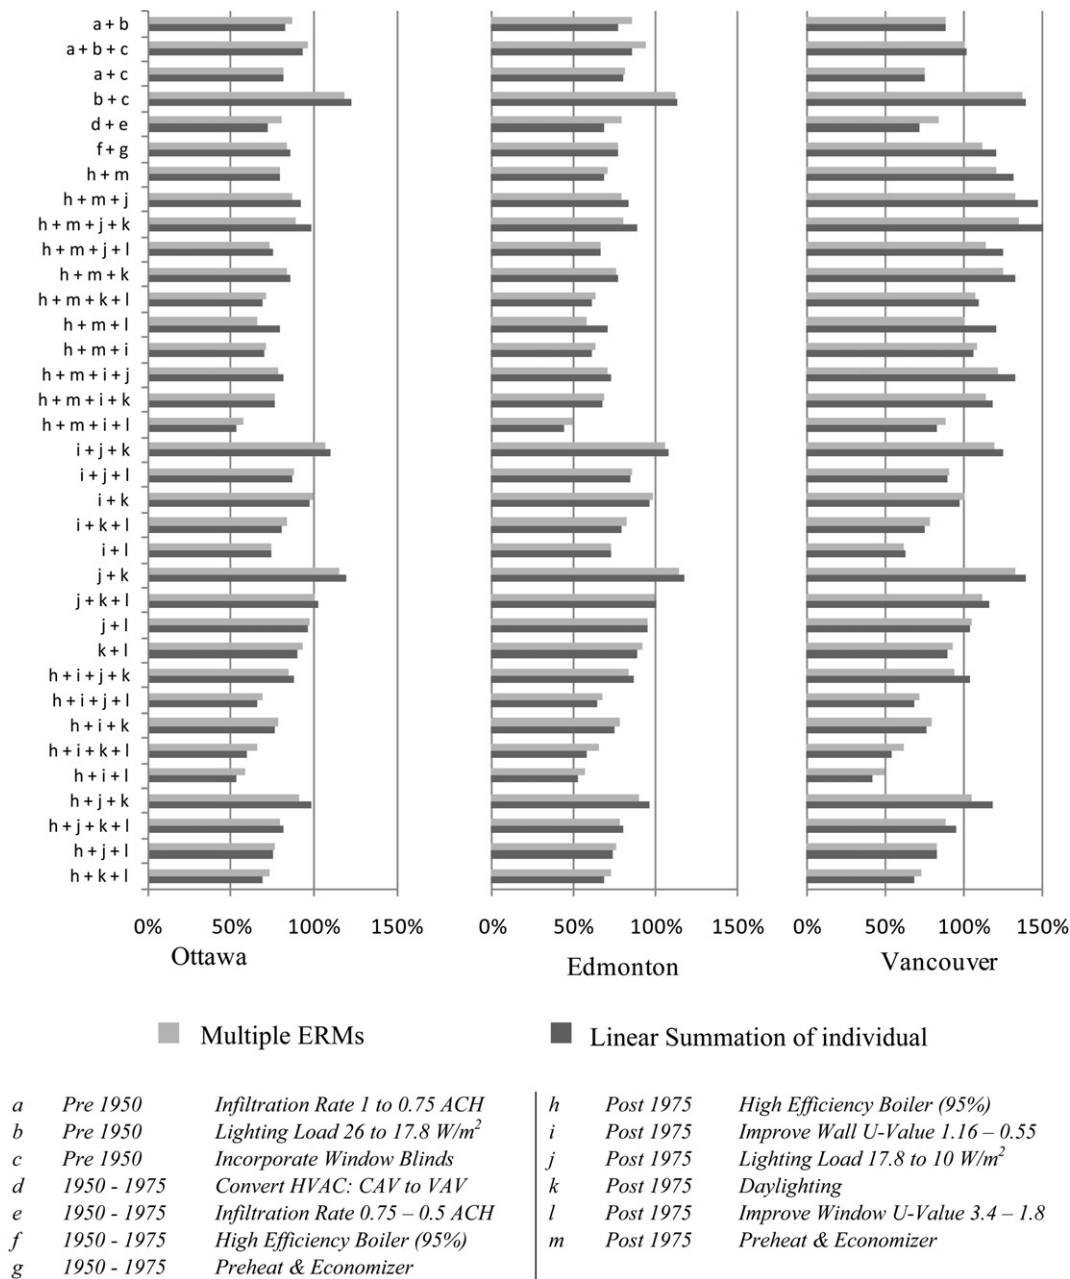 a + b
a + b + c
a + c
b + c
d + e
f + g
h + m
h + m + j
h + m + j + k
h + m + j + l
h + m + k
h + m + k + l
h + m + l
h + m + i
h + m + i + j
h + m + i + k
h + m + i + l
i + j + k
i + j + l
i + k
i + k + l
i + l
j + k
j + k + l
j + l
k + l
h + i + j + k
h + i + j + l
h + i + k
h + i + k + l
h + i + l
h + j + k
h + j + k + l
h + j + l
h + k + l
0% 50% 100% 150% 0% 50% 100% 150% 0% 50% 100% 150%
Ottawa Edmonton Vancouver
Multiple ERMs Linear Summation of individual
a Pre 1950 Infiltration Rate 1 to 0.75 ACH
b Pre 1950 Lighting Load 26 to 17.8 W/m²
c Pre 1950 Incorporate Window Blinds
d 1950 - 1975 Convert HVAC: CAV to VAV
e 1950 - 1975 Infiltration Rate 0.75 – 0.5 ACH
f 1950 - 1975 High Efficiency Boiler (95%)
g 1950 - 1975 Preheat & Economizer
h Post 1975 High Efficiency Boiler (95%)
i Post 1975 Improve Wall U-Value 1.16 – 0.55
j Post 1975 Lighting Load 17.8 to 10 W/m²
k Post 1975 Daylighting
l Post 1975 Improve Window U-Value 3.4 – 1.8
m Post 1975 Preheat & Economizer